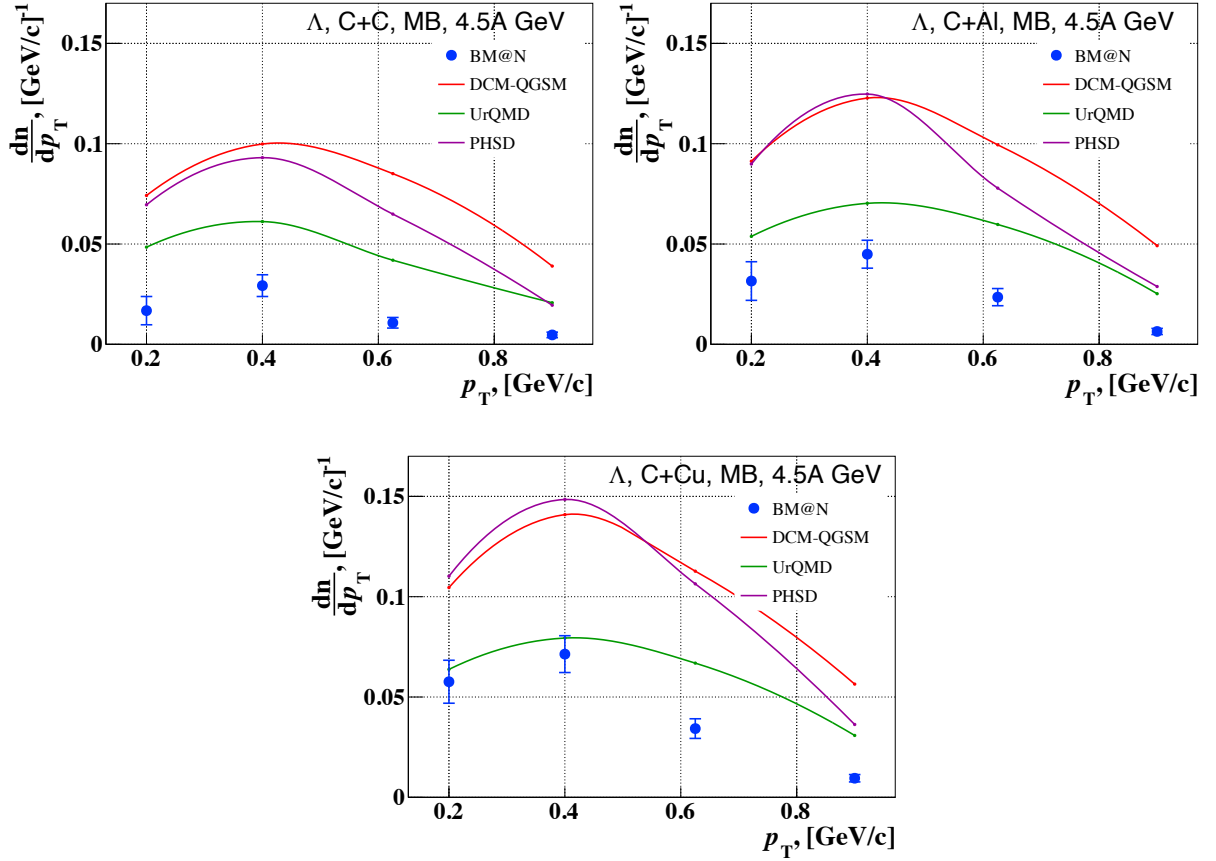 Λ, C+C, MB, 4.5A GeV
BM@N
DCM-QGSM
UrQMD
PHSD
dn/dp_T, [GeV/c]^-1
0.15
0.1
0.05
0
0.2 0.4 0.6 0.8
p_T, [GeV/c]
Λ, C+Al, MB, 4.5A GeV
BM@N
DCM-QGSM
UrQMD
PHSD
dn/dp_T, [GeV/c]^-1
0.15
0.1
0.05
0
0.2 0.4 0.6 0.8
p_T, [GeV/c]
Λ, C+Cu, MB, 4.5A GeV
BM@N
DCM-QGSM
UrQMD
PHSD
dn/dp_T, [GeV/c]^-1
0.15
0.1
0.05
0
0.2 0.4 0.6 0.8
p_T, [GeV/c]